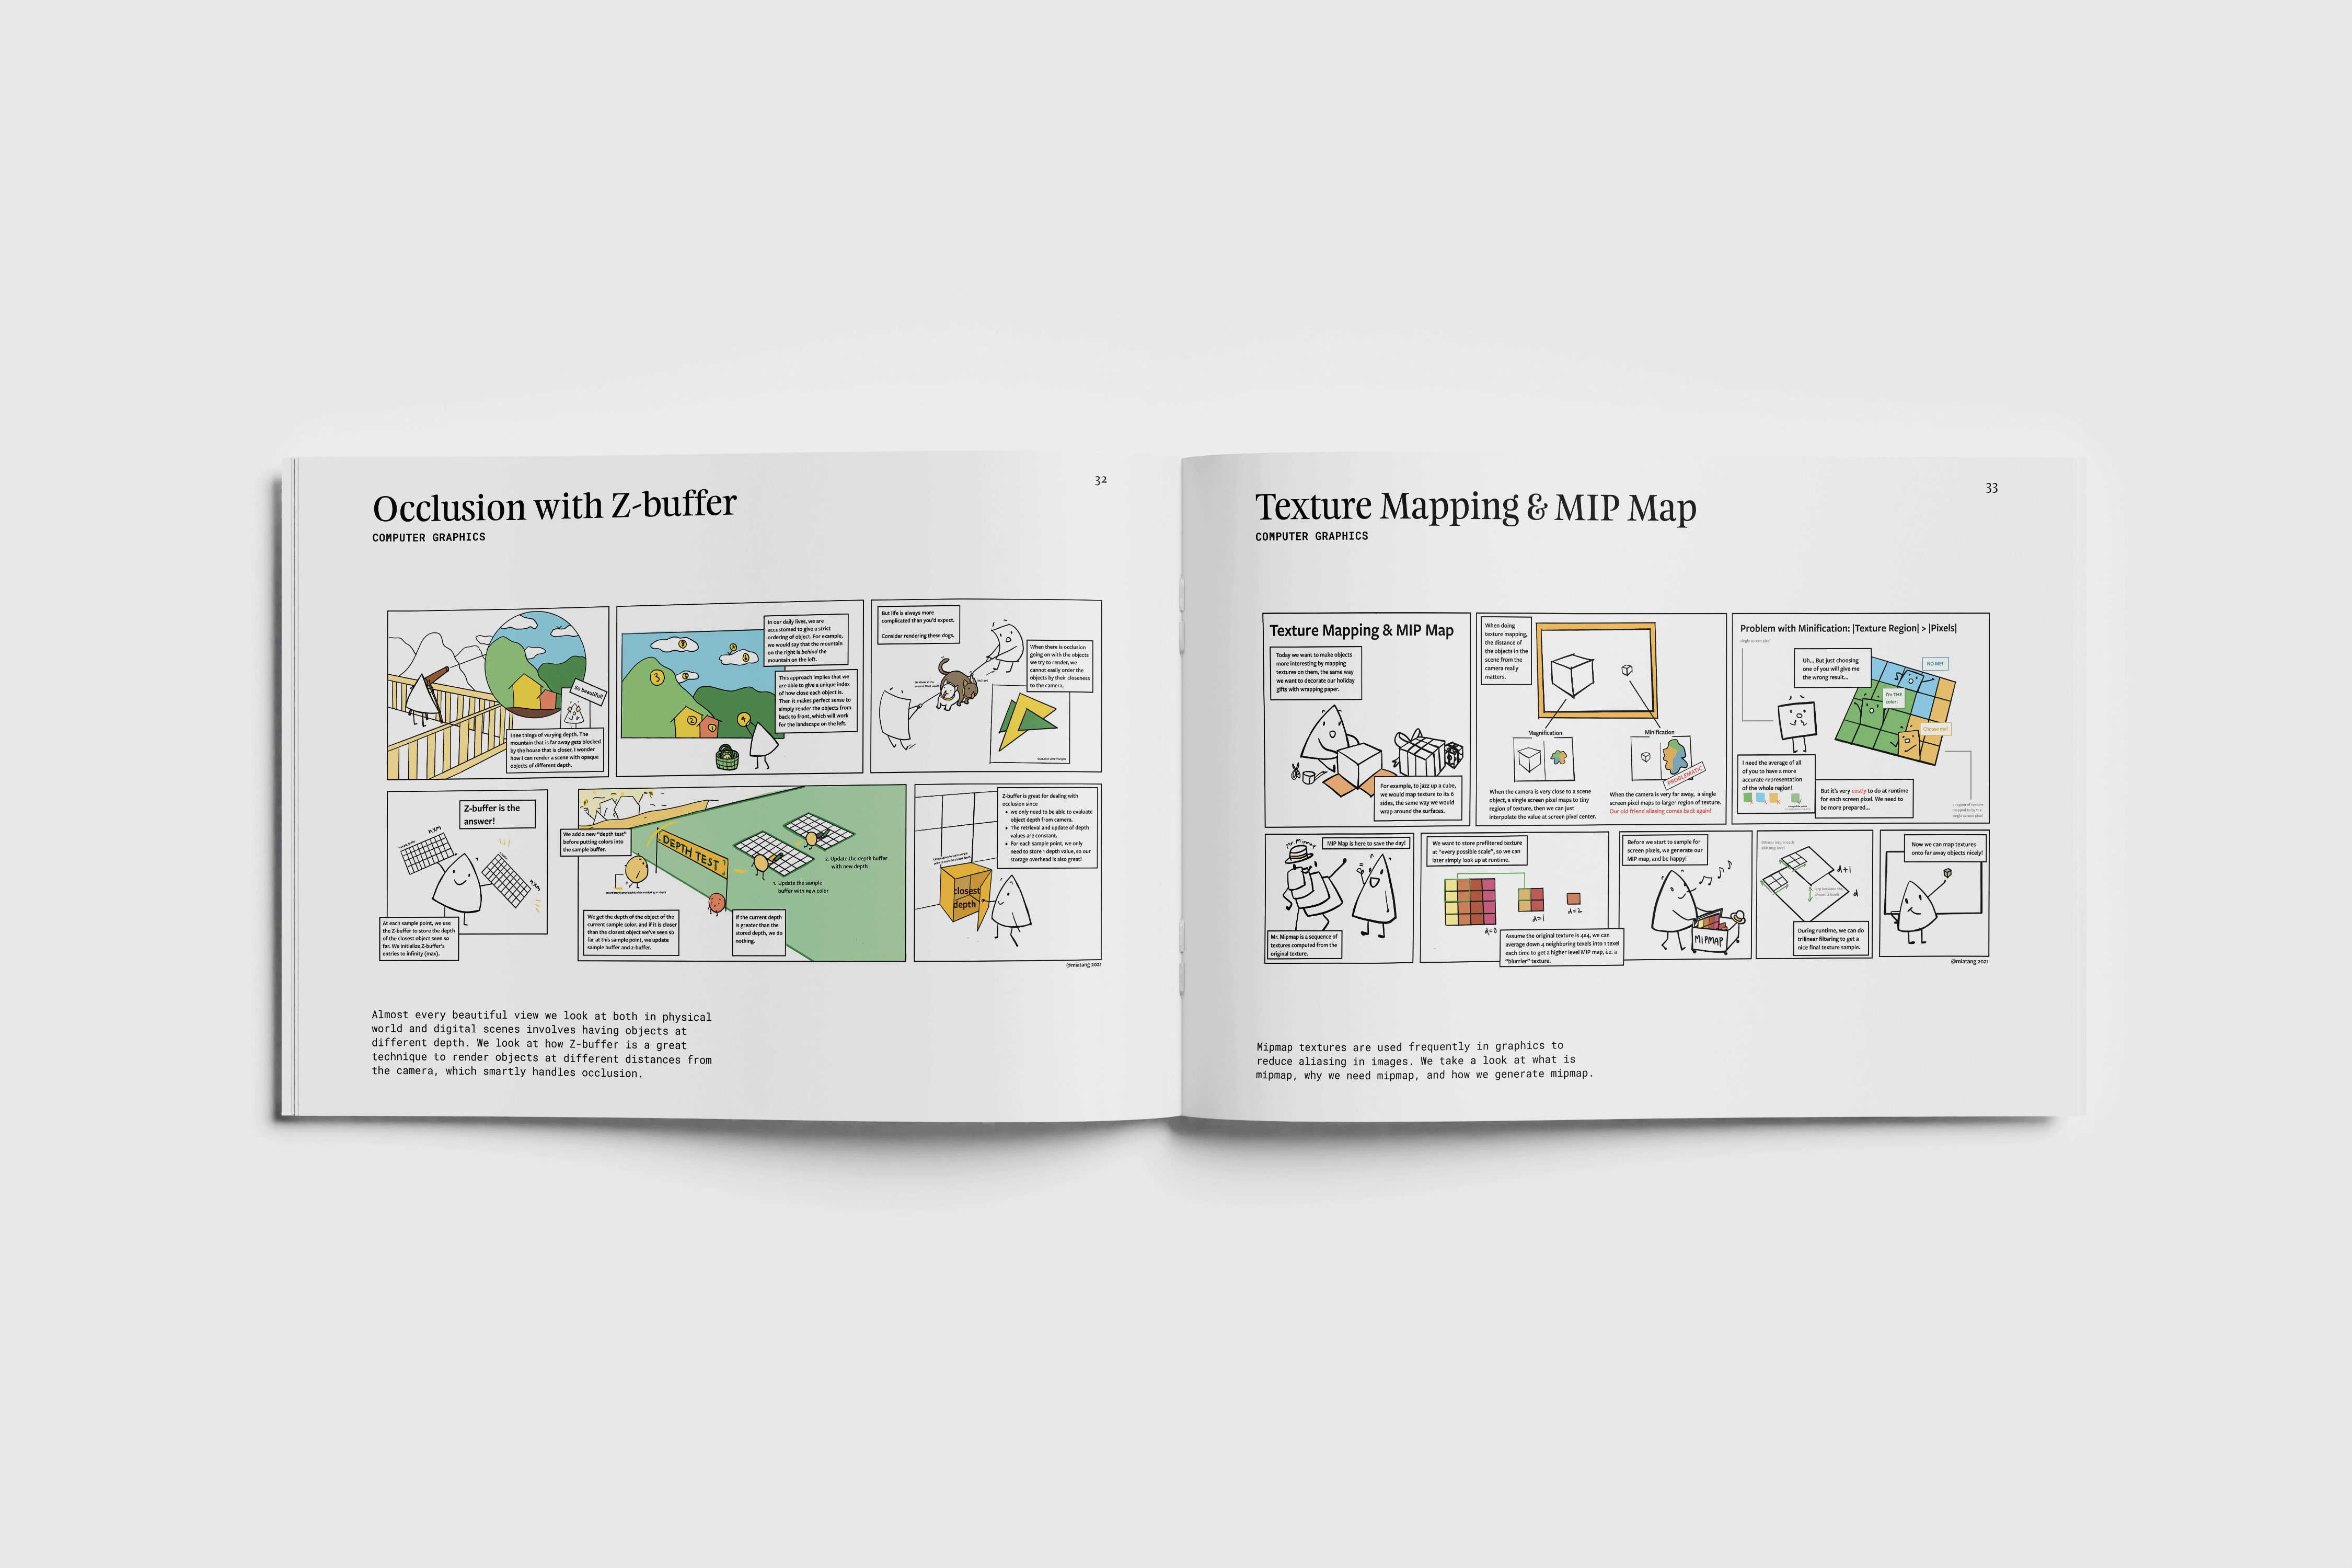 32
Occlusion with Z-buffer
COMPUTER GRAPHICS
So beautiful!
I see things of varying depth. The
mountain that is far away gets blocked
by the house that is closer. I wonder
how I can render a scene with opaque
objects of different depth.
In our daily lives, we are
accustomed to give a strict
ordering of object. For example,
we would say that the mountain
on the right is behind the
mountain on the left.
This approach implies that we
are able to give a unique index
of how close each object is.
Then it makes perfect sense to
simply render the objects from
back to front, which will work
for the landscape on the left.
3
2
1
4
But life is always more
complicated than you'd expect.
Consider rendering these dogs.
When there is occlusion
going on with the objects
we try to render, we
cannot easily order the
objects by their closeness
to the camera.
Z-buffer is the
answer!
nxm
nxm
At each sample point, we use
the Z-buffer to store the depth
of the closest object seen so
far. We initialize Z-buffer's
entries to infinity (max).
We add a new "depth test"
before putting colors into
the sample buffer.
DEPTH TEST
2. Update the depth buffer
with new depth
1. Update the sample
buffer with new color
We get the depth of the object of the
current sample color, and if it is closer
than the closest object we've seen so
far at this sample point, we update
sample buffer and z-buffer.
If the current depth
is greater than the
stored depth, we do
nothing.
Z-buffer is great for dealing with
occlusion since
• we only need to be able to evaluate
object depth from camera.
• The retrieval and update of depth
values are constant.
• For each sample point, we only
need to store 1 depth value, so our
storage overhead is also great!
closest
depth
@miatang 2021
Almost every beautiful view we look at both in physical
world and digital scenes involves having objects at
different depth. We look at how Z-buffer is a great
technique to render objects at different distances from
the camera, which smartly handles occlusion.
33
Texture Mapping & MIP Map
COMPUTER GRAPHICS
Texture Mapping & MIP Map
Today we want to make objects
more interesting by mapping
textures on them, the same way
we want to decorate our holiday
gifts with wrapping paper.
For example, to jazz up a cube,
we would map texture to its 6
sides, the same way we would
wrap around the surfaces.
When doing
texture mapping,
the distance of
the objects in the
scene from the
camera really
matters.
Magnification
Minification
PROBLEMATIC
When the camera is very close to a scene
object, a single screen pixel maps to tiny
region of texture, then we can just
interpolate the value at screen pixel center.
When the camera is very far away, a single
screen pixel maps to larger region of texture.
Our old friend aliasing comes back again!
Problem with Minification: |Texture Region| > |Pixels|
single screen pixel
Uh... But just choosing
one of you will give me
the wrong result...
NO ME!
I'm THE
color!
Choose me!
I need the average of all
of you to have a more
accurate representation
of the whole region!
But it's very costly to do at runtime
for each screen pixel. We need to
be more prepared...
a region of texture
mapped to by the
single screen pixel
Mr. Mipmap
MIP Map is here to save the day!
Mr. Mipmap is a sequence of
textures computed from the
original texture.
We want to store prefiltered texture
at "every possible scale", so we can
later simply look up at runtime.
d=0
d=1
d=2
Assume the original texture is 4x4, we can
average down 4 neighboring texels into 1 texel
each time to get a higher level MIP map, i.e. a
"blurrier" texture.
Before we start to sample for
screen pixels, we generate our
MIP map, and be happy!
MIPMAP
d+1
d
During runtime, we can do
trilinear filtering to get a
nice final texture sample.
Now we can map textures
onto far away objects nicely!
@miatang 2021
Mipmap textures are used frequently in graphics to
reduce aliasing in images. We take a look at what is
mipmap, why we need mipmap, and how we generate mipmap.